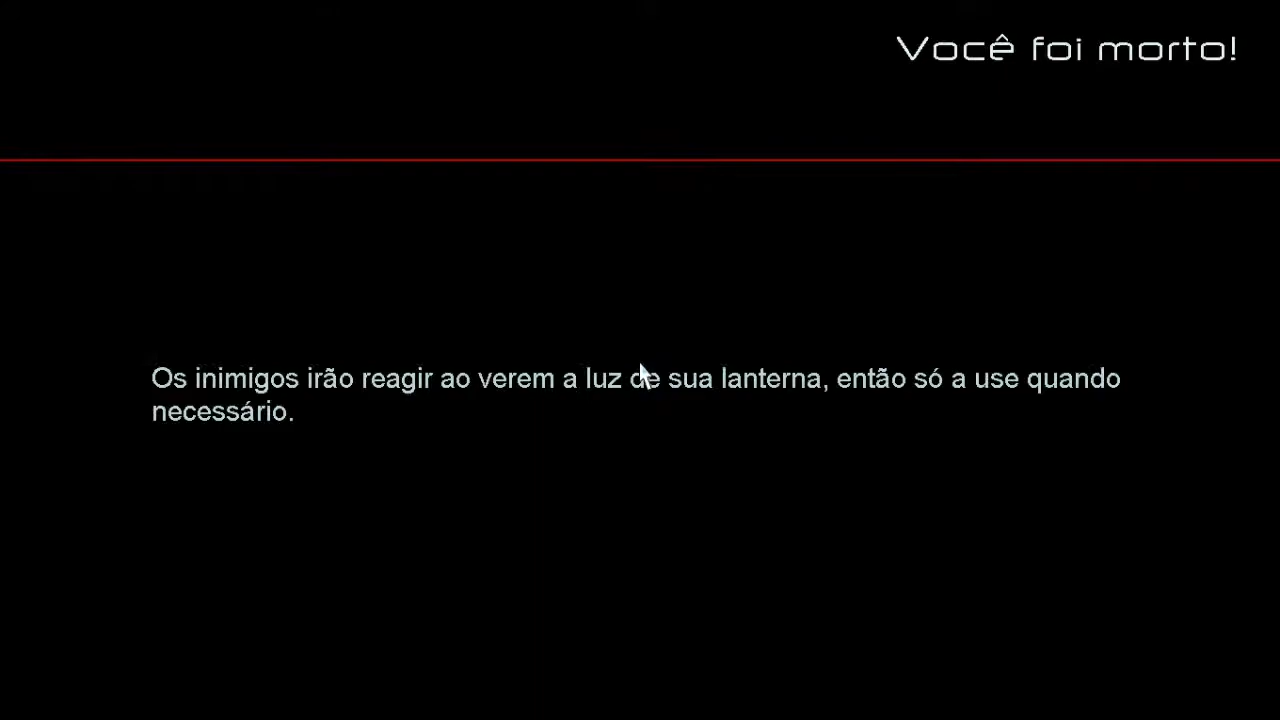 Você foi morto!
Os inimigos irão reagir ao verem a luz de sua lanterna, então só a use quando
necessário.